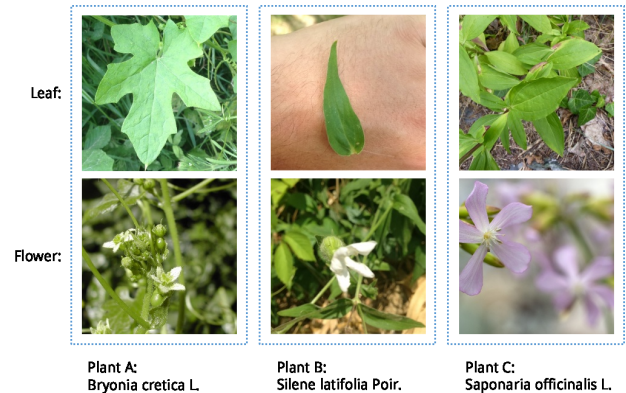 Leaf:
Flower:
Plant A:
Bryonia cretica L.
Plant B:
Silene latifolia Poir.
Plant C:
Saponaria officinalis L.